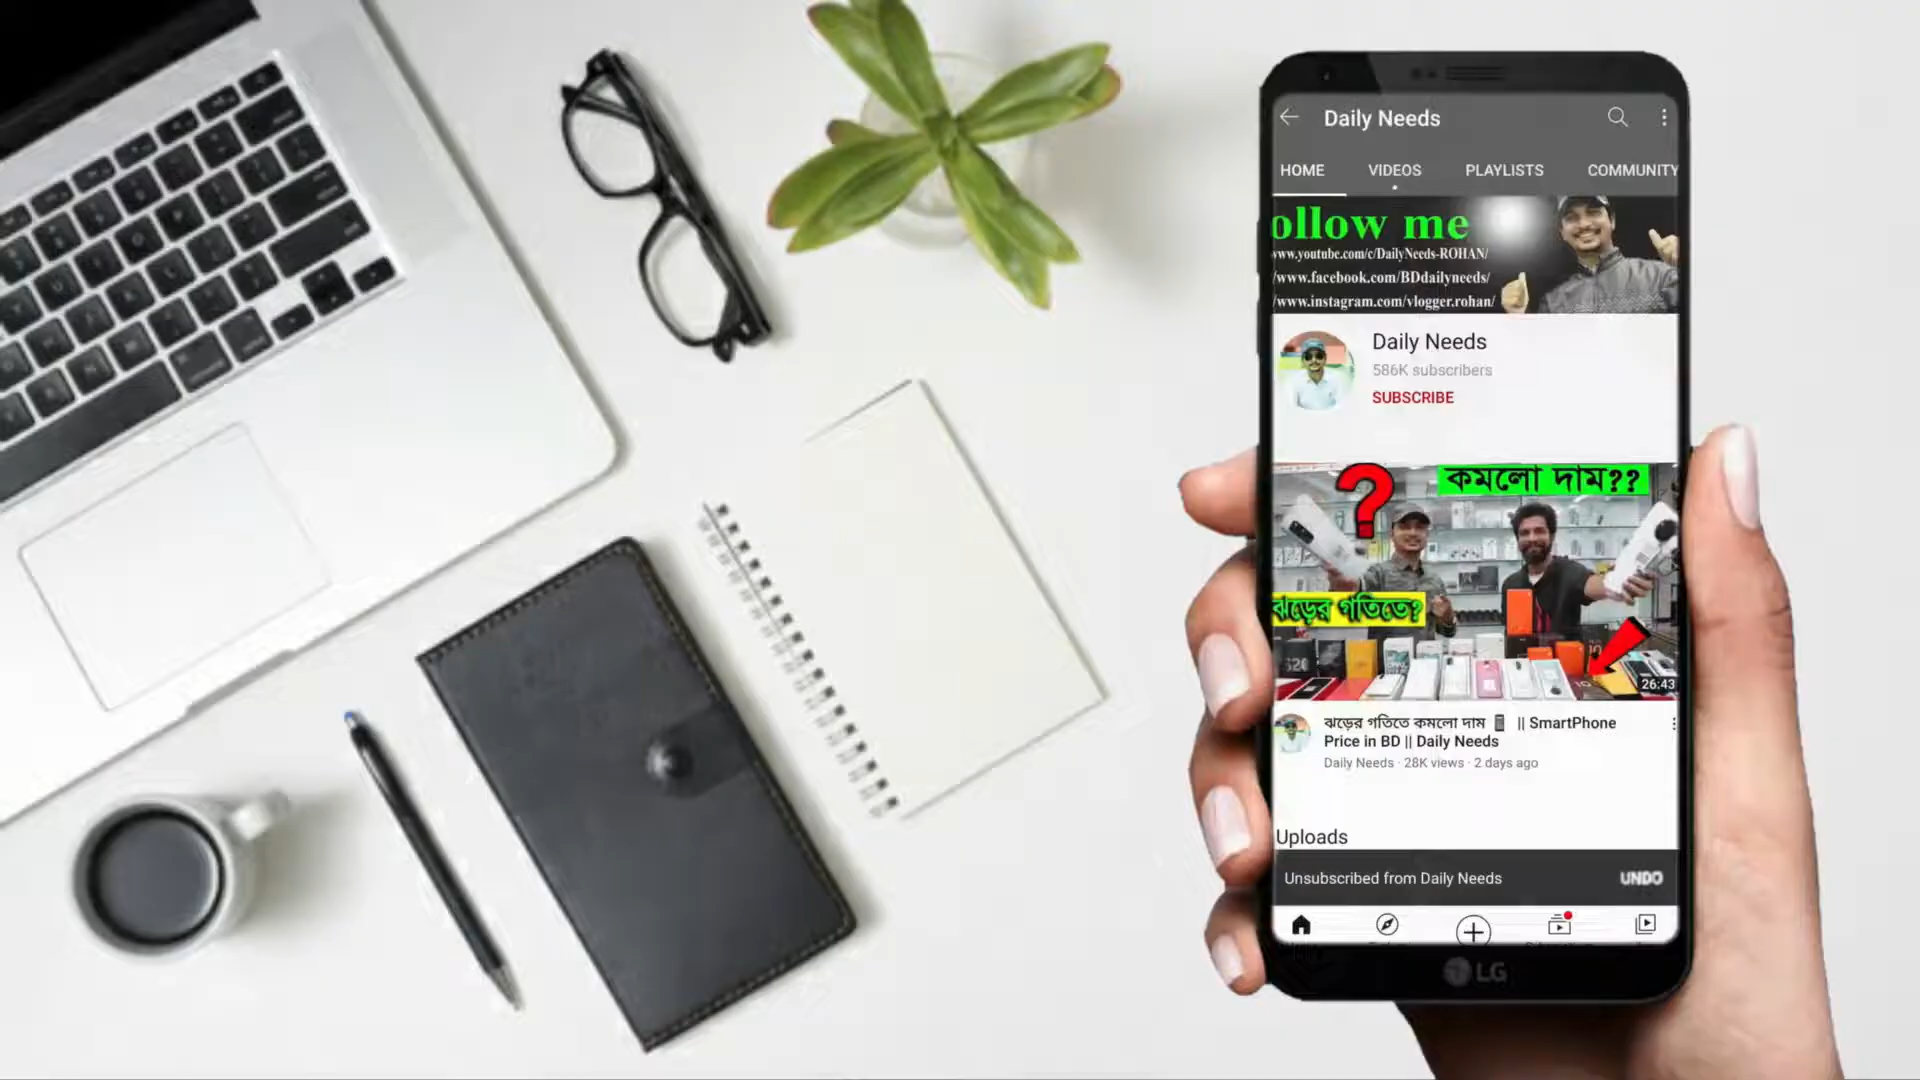 Daily Needs
HOME VIDEOS PLAYLISTS COMMUNITY
ollow me
www.youtube.com/c/DailyNeeds-ROHAN/
/www.facebook.com/BDdailyneeds/
/www.instagram.com/vlogger.rohan/
Daily Needs
586K subscribers
SUBSCRIBE
?
কমলো দাম??
ঝড়ের গতিতে?
S20
26:43
ঝড়ের গতিতে কমলো দাম 📱 || SmartPhone
Price in BD || Daily Needs
Daily Needs · 28K views · 2 days ago
Uploads
Unsubscribed from Daily Needs UNDO
LG